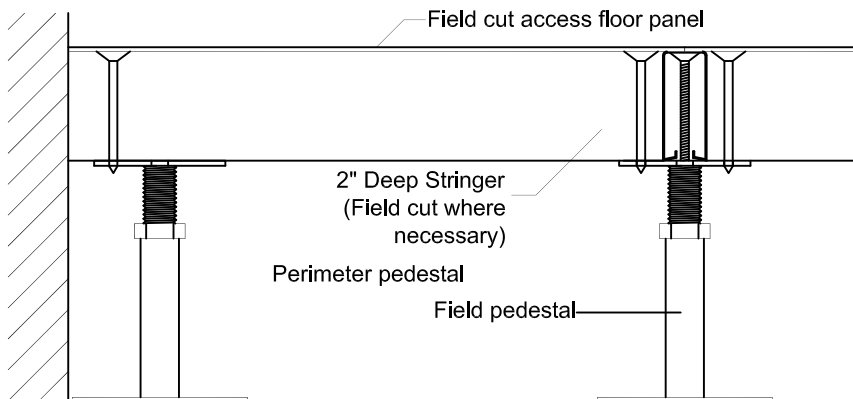 Field cut access floor panel
2" Deep Stringer
(Field cut where
necessary)
Perimeter pedestal
Field pedestal